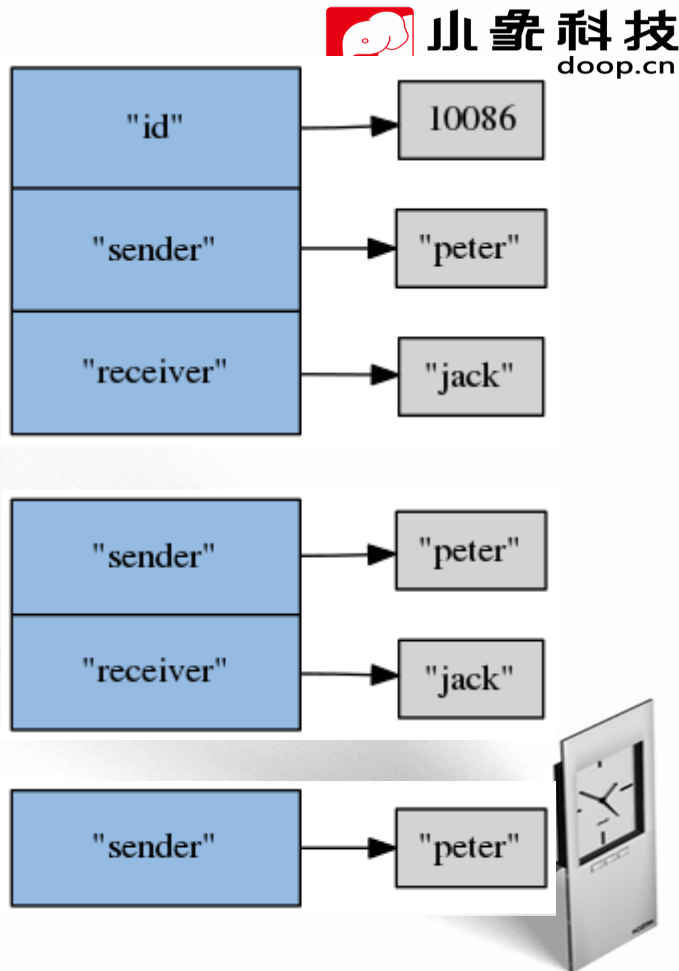 小象科技
doop.cn
"id"
10086
"sender"
"peter"
"receiver"
"jack"
"sender"
"peter"
"receiver"
"jack"
"sender"
"peter"